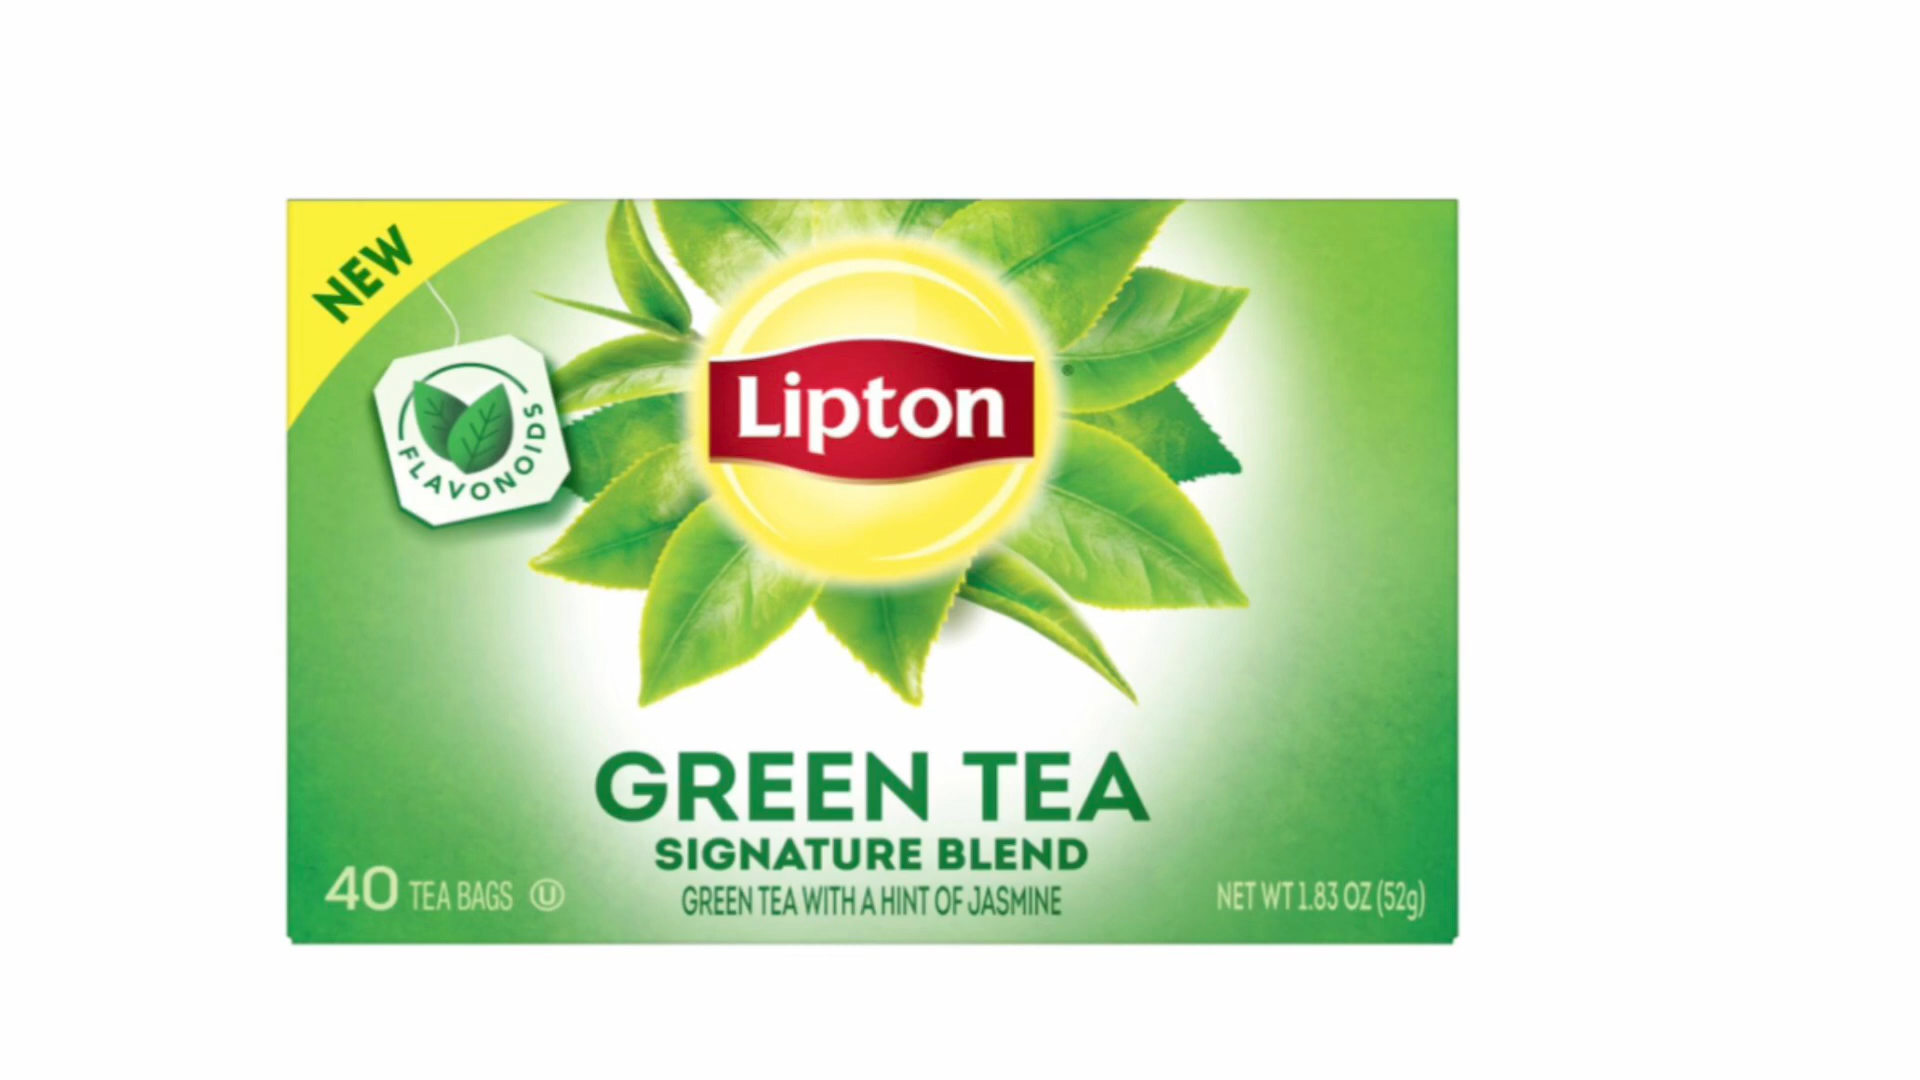 NEW
FLAVONOIDS
Lipton
GREEN TEA
SIGNATURE BLEND
GREEN TEA WITH A HINT OF JASMINE
40 TEA BAGS U
NET WT 1.83 OZ (52g)